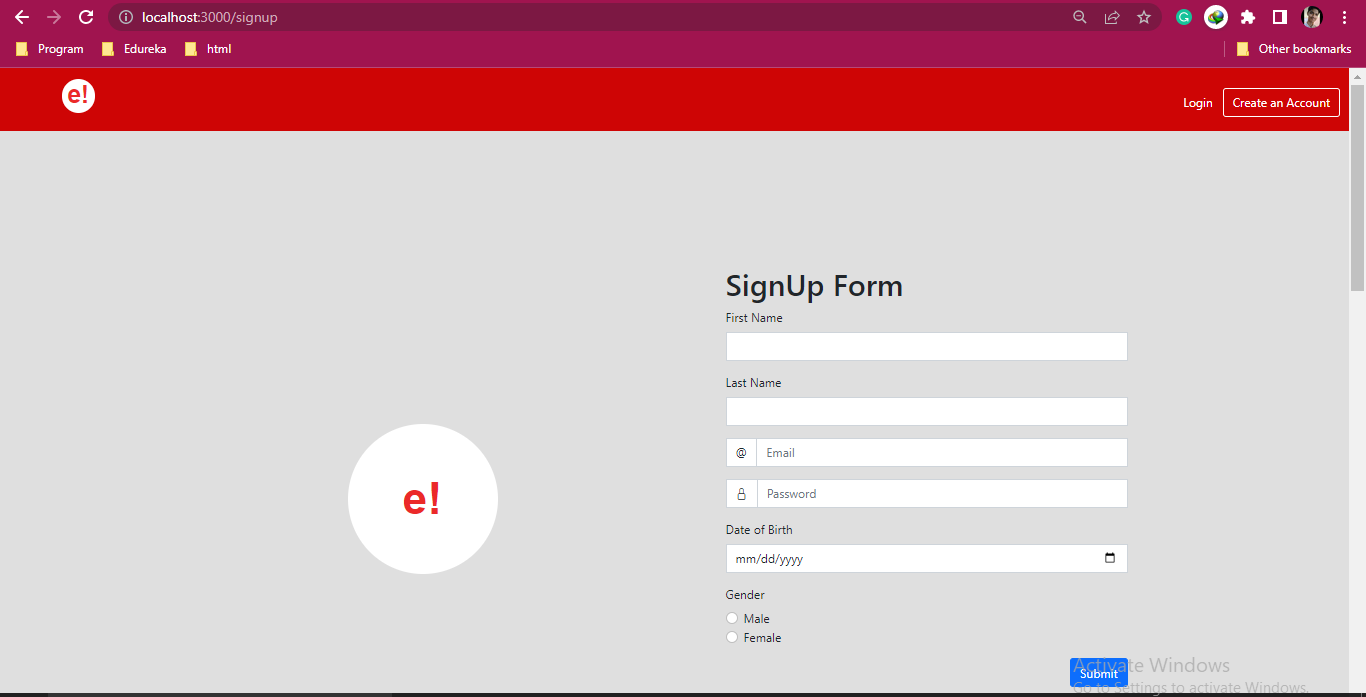 localhost:3000/signup
G
Program Edureka html Other bookmarks
e! Login Create an Account
SignUp Form
First Name
Last Name
@ Email
Password
e!
Date of Birth
mm/dd/yyyy
Gender
Male
Female
Submit
Activate Windows
Go to Settings to activate Windows.